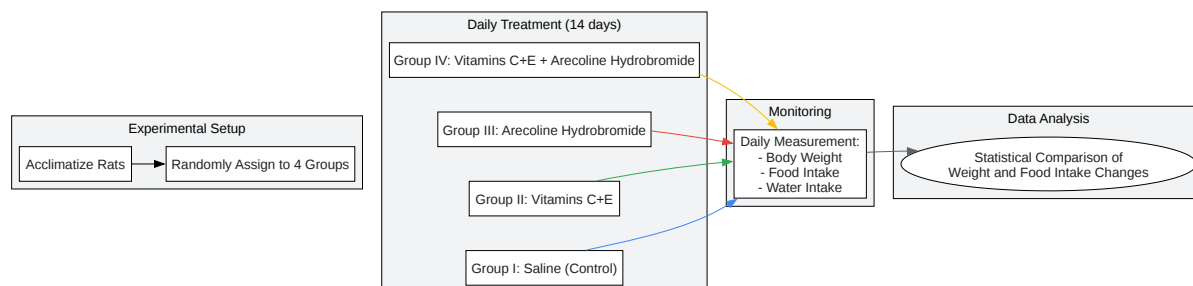 Experimental Setup
Acclimatize Rats
Randomly Assign to 4 Groups
Daily Treatment (14 days)
Group IV: Vitamins C+E + Arecoline Hydrobromide
Group III: Arecoline Hydrobromide
Group II: Vitamins C+E
Group I: Saline (Control)
Monitoring
Daily Measurement:
- Body Weight
- Food Intake
- Water Intake
Data Analysis
Statistical Comparison of
Weight and Food Intake Changes